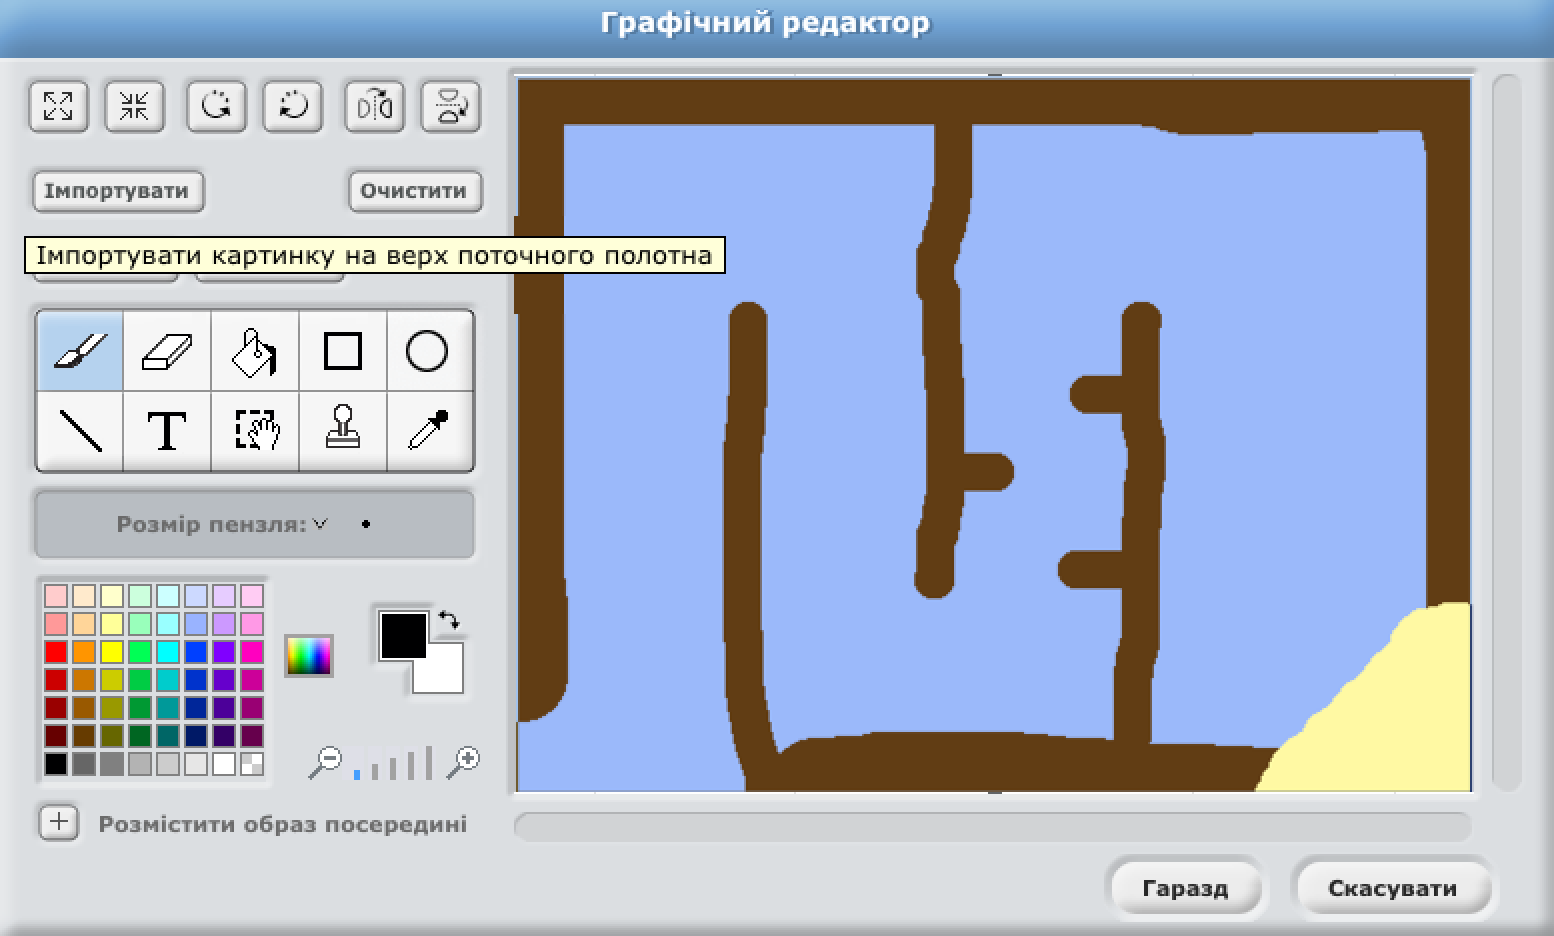 Графічний редактор
Імпортувати
Очистити
Імпортувати картинку на верх поточного полотна
T
Розмір пензля:
Розмістити образ посередині
Гаразд
Скасувати